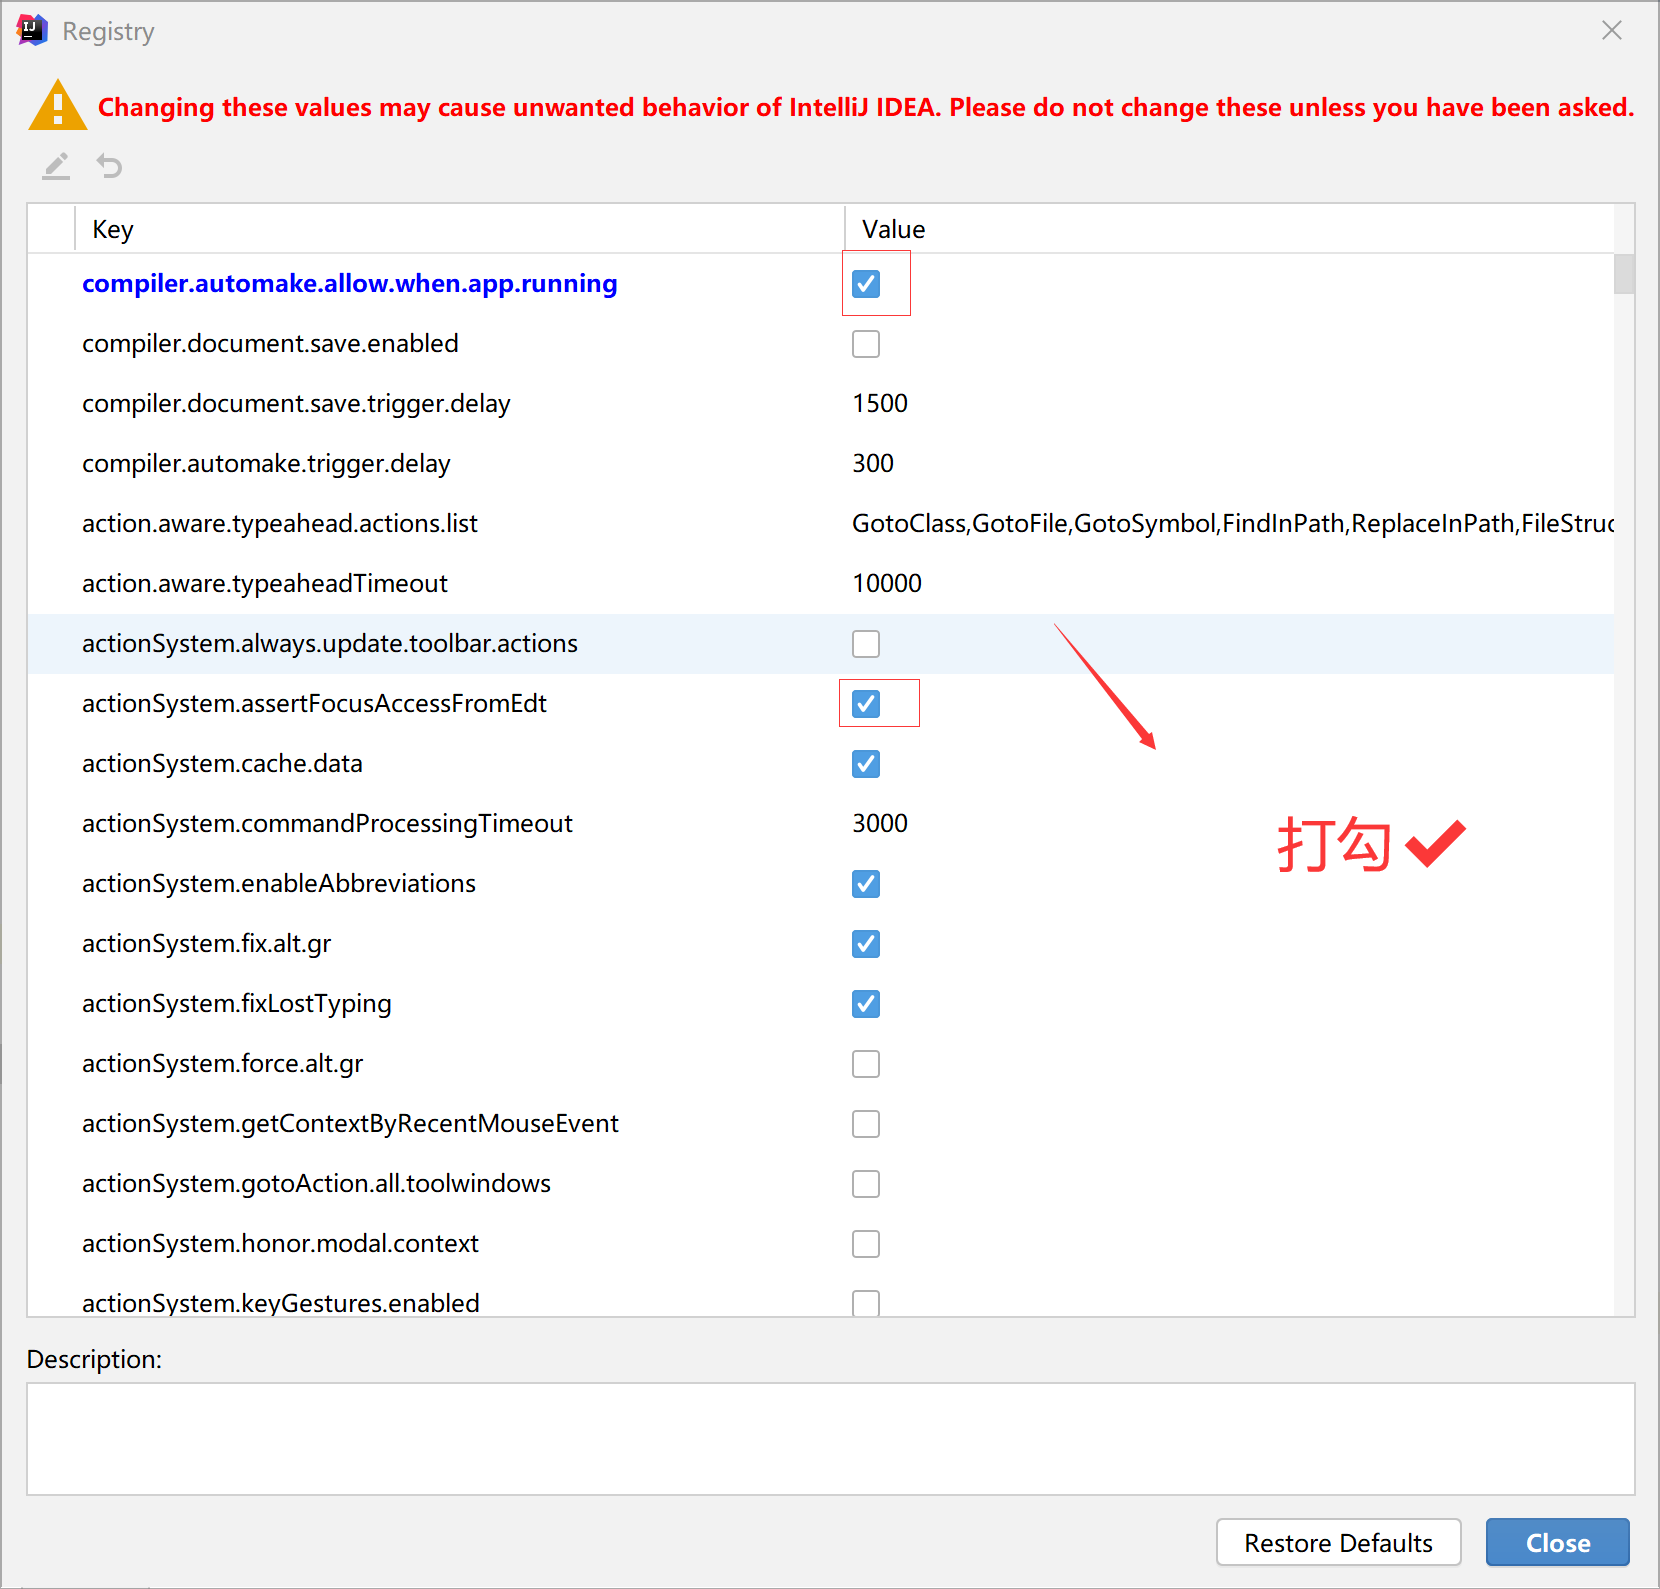 Registry
Changing these values may cause unwanted behavior of IntelliJ IDEA. Please do not change these unless you have been asked.
Key Value
compiler.automake.allow.when.app.running
compiler.document.save.enabled
compiler.document.save.trigger.delay 1500
compiler.automake.trigger.delay 300
action.aware.typeahead.actions.list GotoClass,GotoFile,GotoSymbol,FindInPath,ReplaceInPath,FileStruc
action.aware.typeaheadTimeout 10000
actionSystem.always.update.toolbar.actions
actionSystem.assertFocusAccessFromEdt
actionSystem.cache.data
actionSystem.commandProcessingTimeout 3000
打勾
actionSystem.enableAbbreviations
actionSystem.fix.alt.gr
actionSystem.fixLostTyping
actionSystem.force.alt.gr
actionSystem.getContextByRecentMouseEvent
actionSystem.gotoAction.all.toolwindows
actionSystem.honor.modal.context
actionSystem.keyGestures.enabled
Description:
Restore Defaults Close